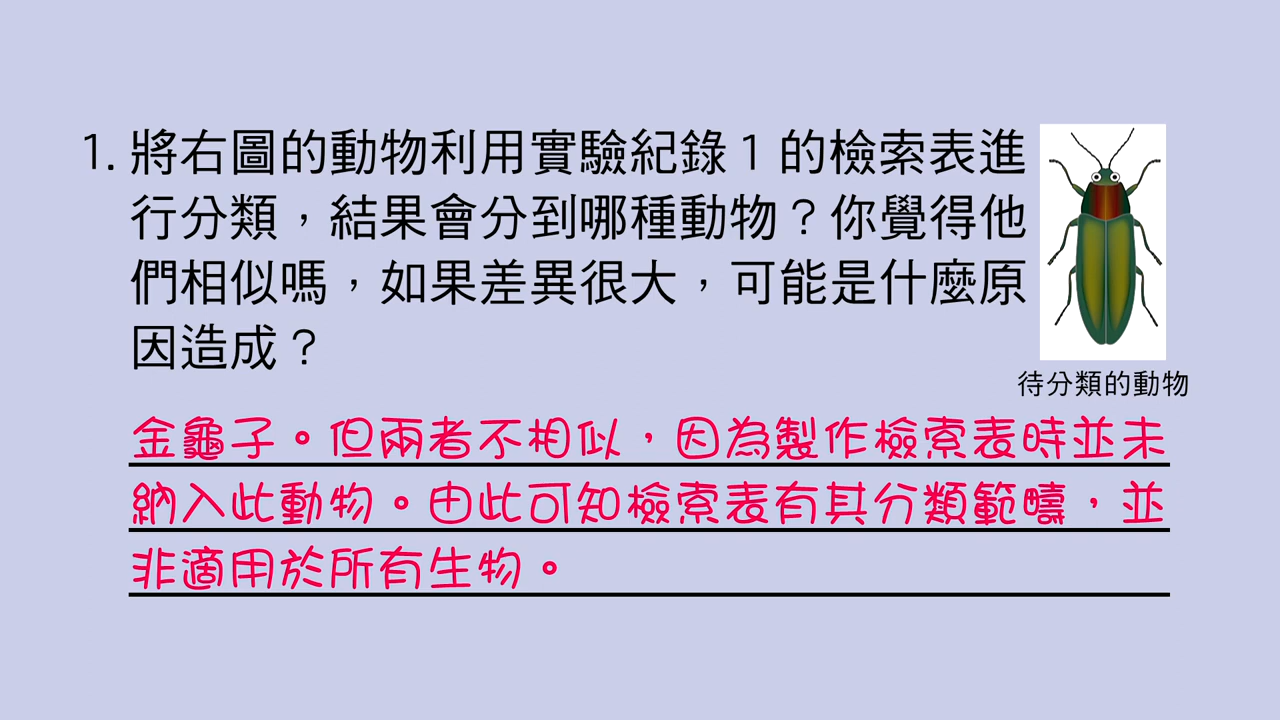 1. 將右圖的動物利用實驗紀錄1的檢索表進
行分類，結果會分到哪種動物？你覺得他
們相似嗎，如果差異很大，可能是什麼原
因造成？
待分類的動物
金龜子。但兩者不相似，因為製作檢索表時並未
納入此動物。由此可知檢索表有其分類範疇，並
非適用於所有生物。